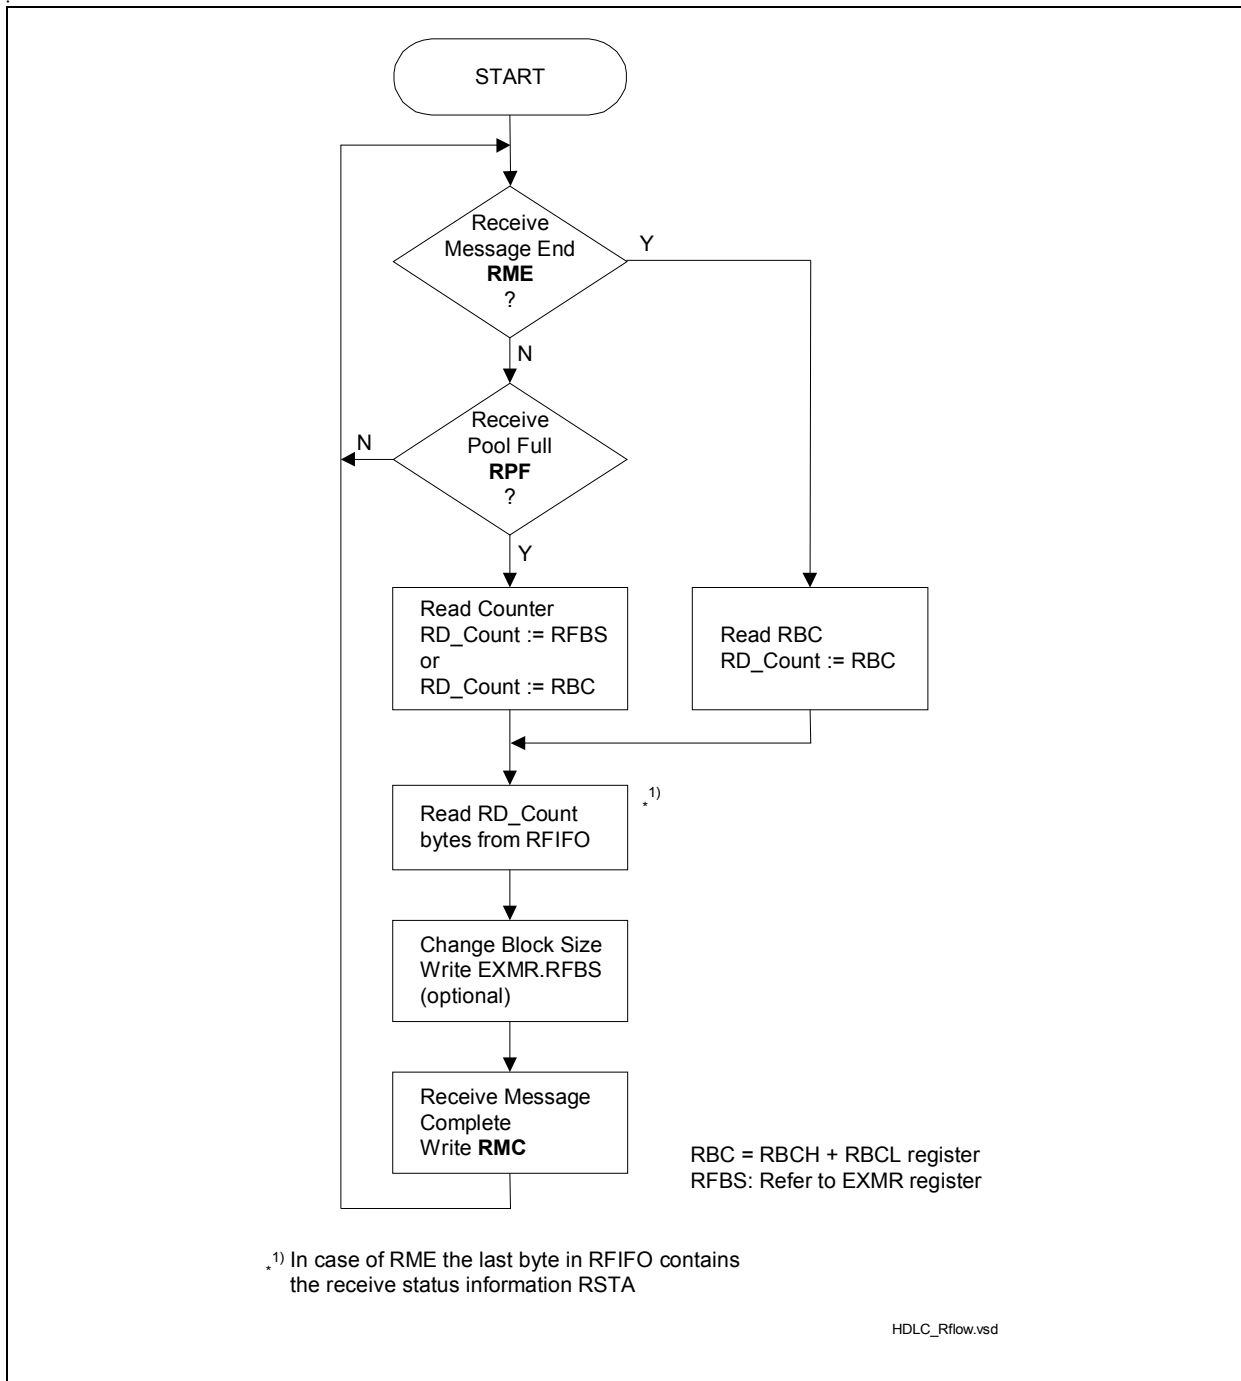 START
Receive
Message End
RME
?
Y
N
Receive
Pool Full
RPF
?
N
Y
Read Counter
RD_Count := RFBS
or
RD_Count := RBC
Read RBC
RD_Count := RBC
Read RD_Count
bytes from RFIFO
*1)
Change Block Size
Write EXMR.RFBS
(optional)
Receive Message
Complete
Write RMC
RBC = RBCH + RBCL register
RFBS: Refer to EXMR register
*1) In case of RME the last byte in RFIFO contains
the receive status information RSTA
HDLC_Rflow.vsd